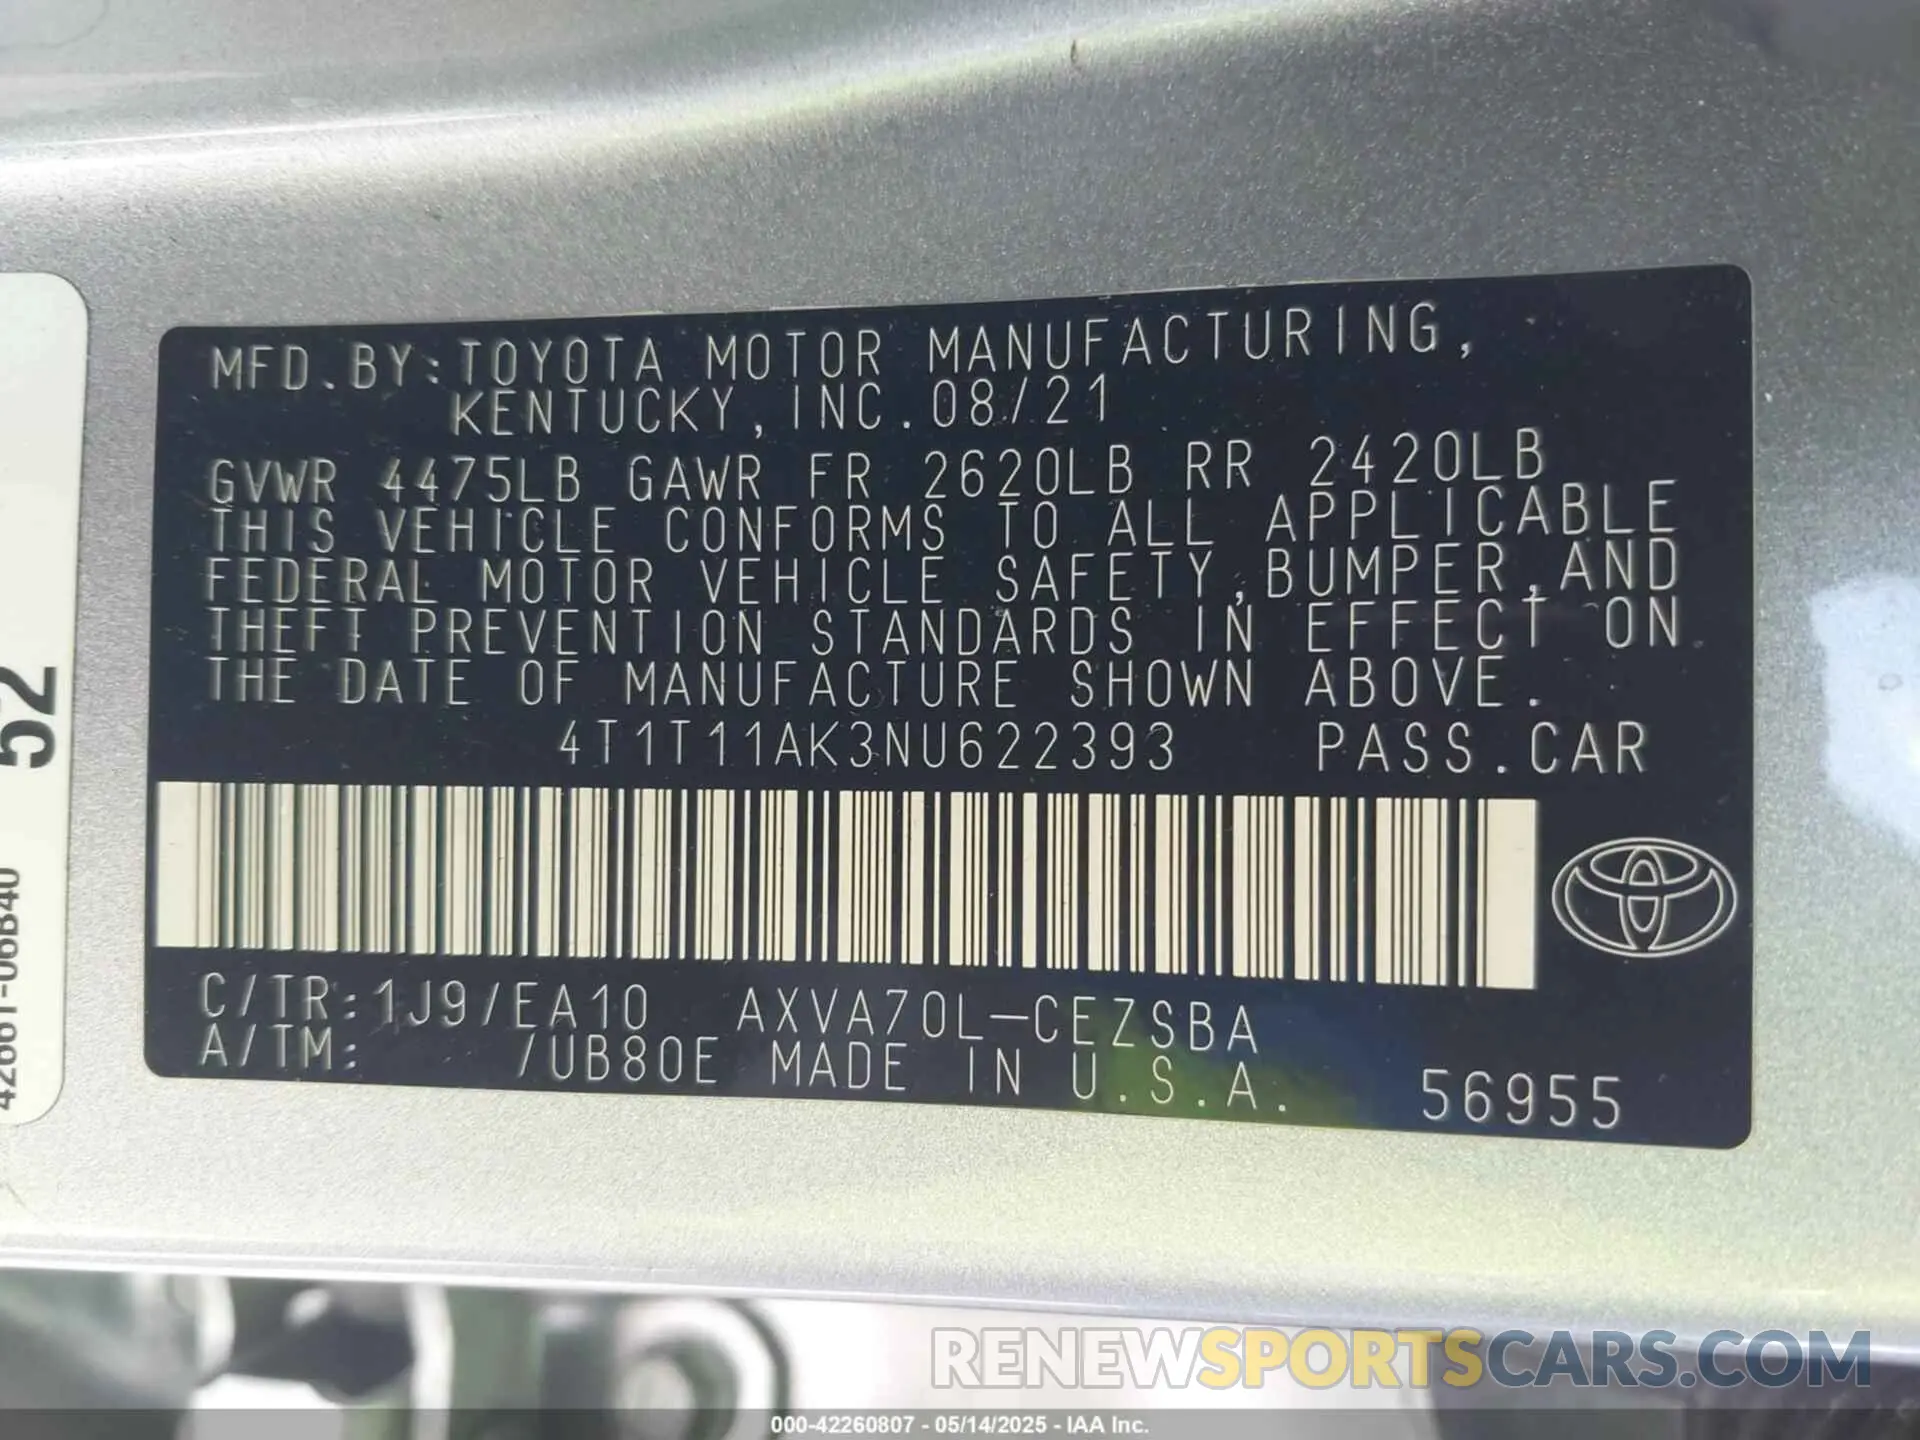 MFD.BY:TOYOTA MOTOR MANUFACTURING,
KENTUCKY, INC.08/21
GVWR 4475LB GAWR FR 2620LB RR 2420LB
THIS VEHICLE CONFORMS TO ALL APPLICABLE
FEDERAL MOTOR VEHICLE SAFETY,BUMPER,AND
THEFT PREVENTION STANDARDS IN EFFECT ON
THE DATE OF MANUFACTURE SHOWN ABOVE.
4T1T11AK3NU622393 PASS.CAR
C/TR:1J9/EA10 AXVA70L-CEZSBA
A/TM: /UB80E MADE IN U.S.A. 56955
52
42661-06B40
RENEWSPORTSCARS.COM
000-42260807 - 05/14/2025 - IAA Inc.